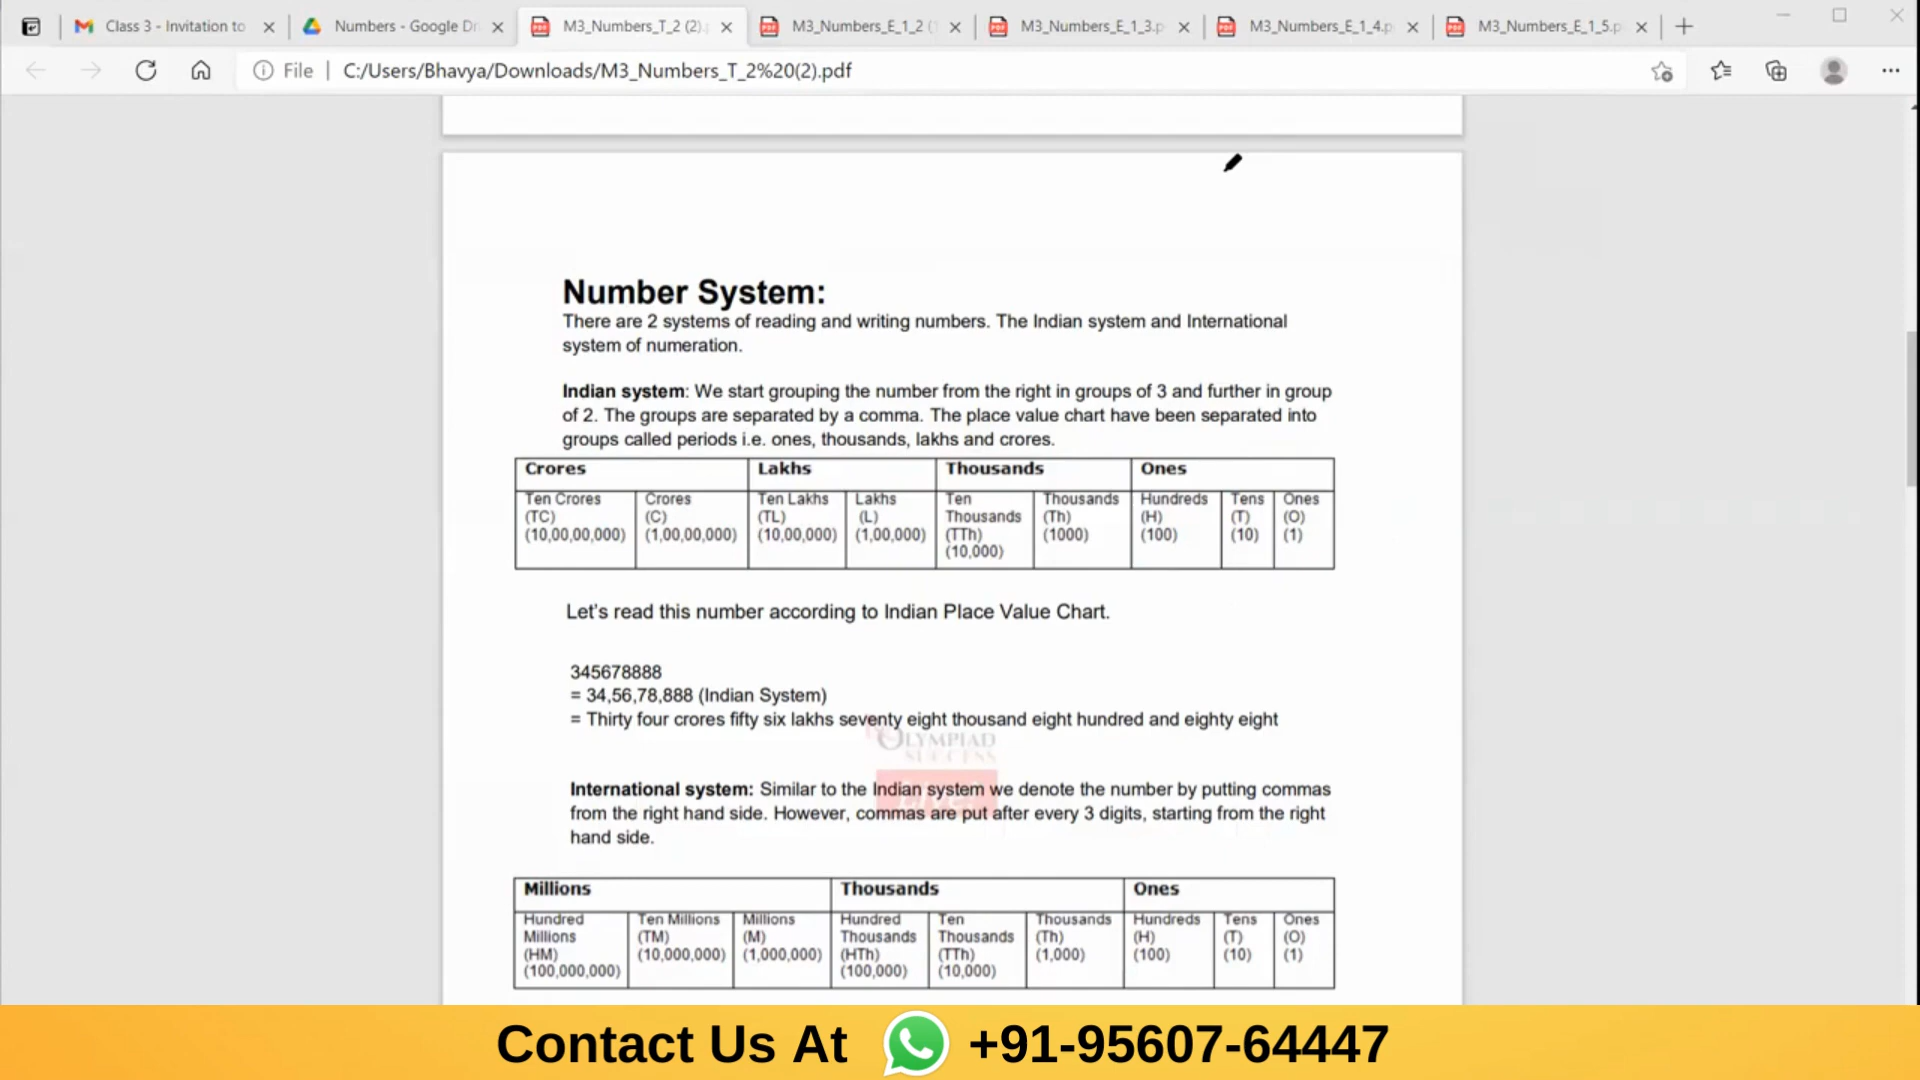 Class 3 - Invitation to
Numbers - Google Dri
M3_Numbers_T_2 (2).
M3_Numbers_E_1_2 (
M3_Numbers_E_1_3.p
M3_Numbers_E_1_4.p
M3_Numbers_E_1_5.p
File
C:/Users/Bhavya/Downloads/M3_Numbers_T_2%20(2).pdf
Number System:
There are 2 systems of reading and writing numbers. The Indian system and International
system of numeration.
Indian system: We start grouping the number from the right in groups of 3 and further in group
of 2. The groups are separated by a comma. The place value chart have been separated into
groups called periods i.e. ones, thousands, lakhs and crores.
Crores Lakhs Thousands Ones
Ten Crores Crores Ten Lakhs Lakhs Ten Thousands Hundreds Tens Ones
(TC) (C) (TL) (L) Thousands (Th) (H) (T) (O)
(10,00,00,000) (1,00,00,000) (10,00,000) (1,00,000) (TTh) (1000) (100) (10) (1)
(10,000)
Let's read this number according to Indian Place Value Chart.
345678888
= 34,56,78,888 (Indian System)
= Thirty four crores fifty six lakhs seventy eight thousand eight hundred and eighty eight
OLYMPIAD
SUCCESS
Live!
International system: Similar to the Indian system we denote the number by putting commas
from the right hand side. However, commas are put after every 3 digits, starting from the right
hand side.
Millions Thousands Ones
Hundred Ten Millions Millions Hundred Ten Thousands Hundreds Tens Ones
Millions (TM) (M) Thousands Thousands (Th) (H) (T) (O)
(HM) (10,000,000) (1,000,000) (HTh) (TTh) (1,000) (100) (10) (1)
(100,000,000) (100,000) (10,000)
Contact Us At +91-95607-64447